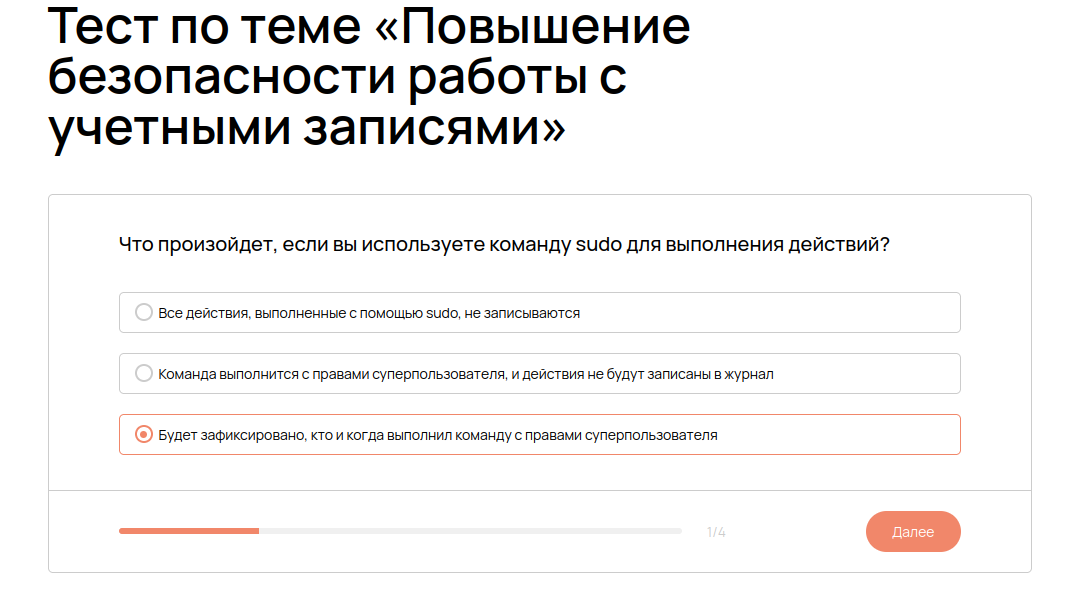 Тест по теме «Повышение
безопасности работы с
учетными записями»
Что произойдет, если вы используете команду sudo для выполнения действий?
Все действия, выполненные с помощью sudo, не записываются
Команда выполнится с правами суперпользователя, и действия не будут записаны в журнал
Будет зафиксировано, кто и когда выполнил команду с правами суперпользователя
1/4
Далее